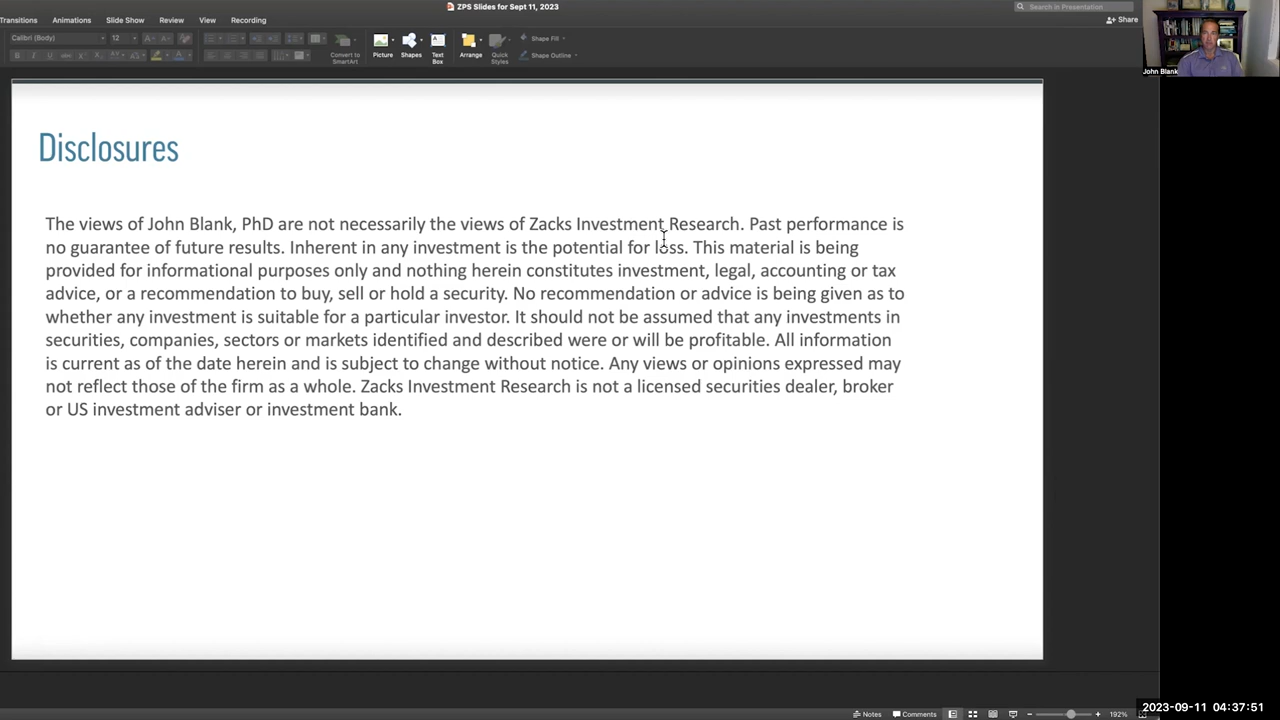 ZPS Slides for Sept 11, 2023
Search in Presentation
Transitions Animations Slide Show Review View Recording
Share
Calibri (Body) 12
Convert to SmartArt
Picture
Shapes
Text Box
Arrange
Quick Styles
Shape Fill
Shape Outline
John Blank
Disclosures
The views of John Blank, PhD are not necessarily the views of Zacks Investment Research. Past performance is
no guarantee of future results. Inherent in any investment is the potential for loss. This material is being
provided for informational purposes only and nothing herein constitutes investment, legal, accounting or tax
advice, or a recommendation to buy, sell or hold a security. No recommendation or advice is being given as to
whether any investment is suitable for a particular investor. It should not be assumed that any investments in
securities, companies, sectors or markets identified and described were or will be profitable. All information
is current as of the date herein and is subject to change without notice. Any views or opinions expressed may
not reflect those of the firm as a whole. Zacks Investment Research is not a licensed securities dealer, broker
or US investment adviser or investment bank.
2023-09-11 04:37:51
Notes Comments 192%